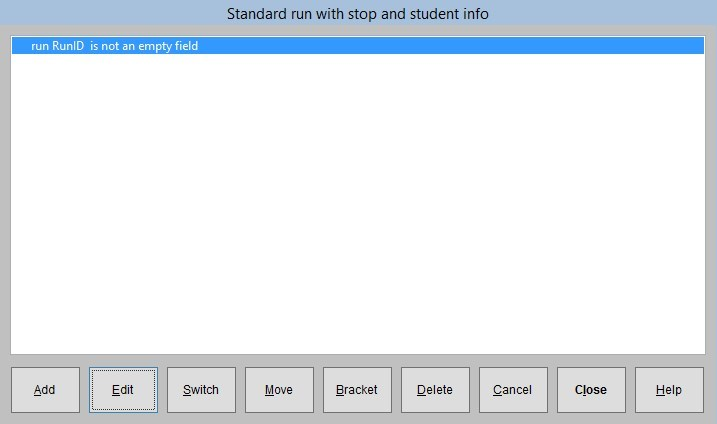 Standard run with stop and student info
run RunID  is not an empty field
Add Edit Switch Move Bracket Delete Cancel Close Help